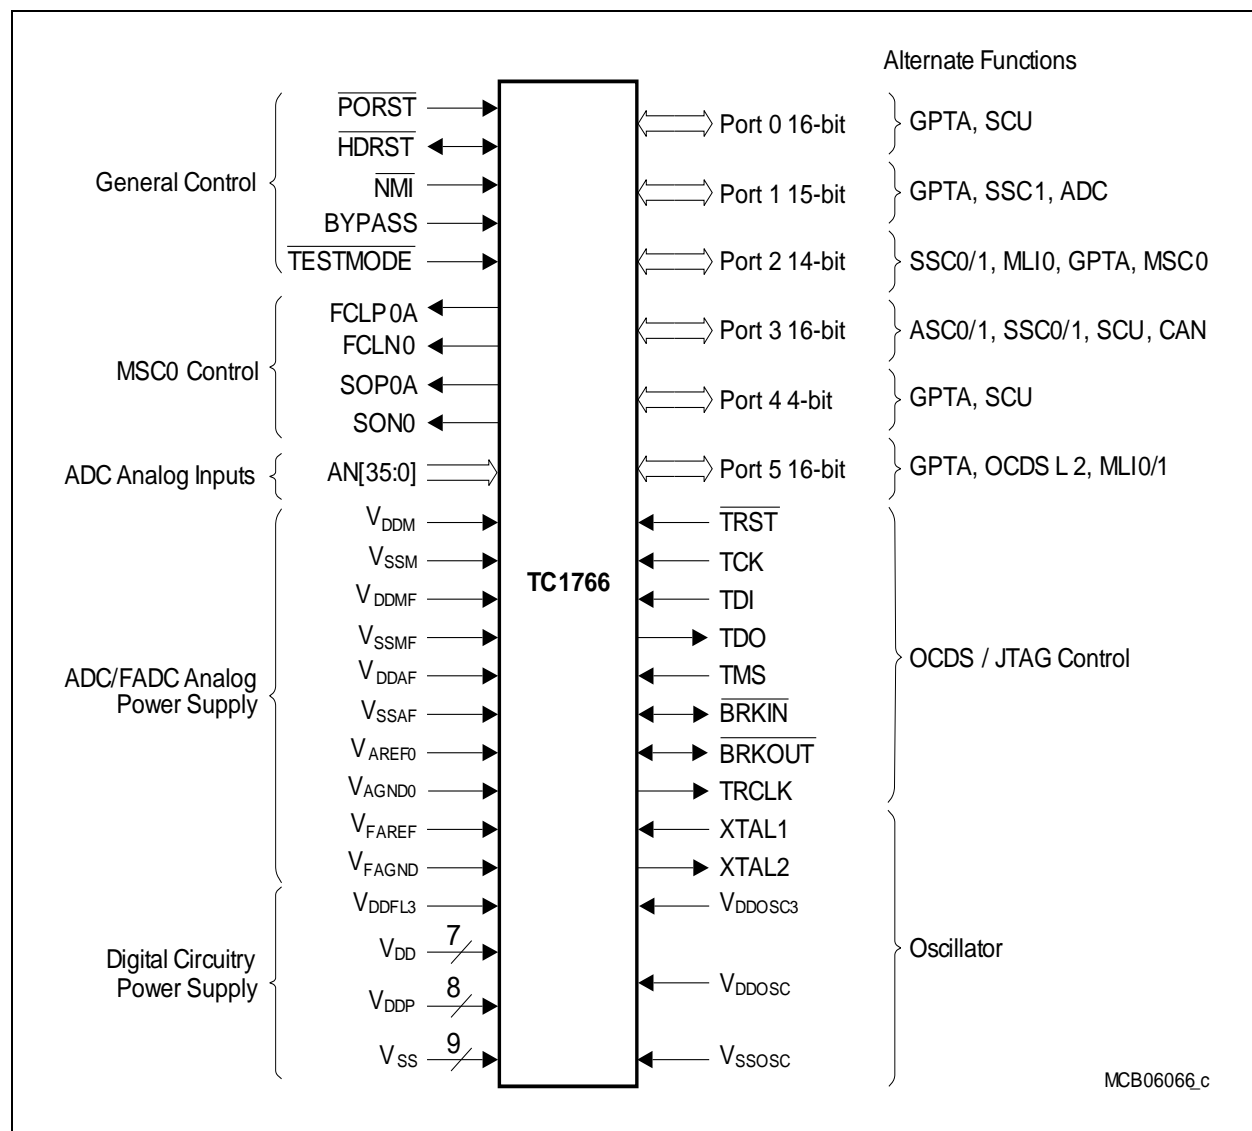 Alternate Functions
General Control
PORST
HDRST
NMI
BYPASS
TESTMODE
MSC0 Control
FCLP0A
FCLN0
SOP0A
SON0
ADC Analog Inputs
AN[35:0]
ADC/FADC Analog
Power Supply
VDDM
VSSM
VDDMF
VSSMF
VDDAF
VSSAF
VAREF0
VAGND0
VFAREF
VFAGND
Digital Circuitry
Power Supply
VDDFL3
VDD 7
VDDP 8
VSS 9
TC1766
Port 0 16-bit GPTA, SCU
Port 1 15-bit GPTA, SSC1, ADC
Port 2 14-bit SSC0/1, MLI0, GPTA, MSC0
Port 3 16-bit ASC0/1, SSC0/1, SCU, CAN
Port 4 4-bit GPTA, SCU
Port 5 16-bit GPTA, OCDS L 2, MLI0/1
TRST
TCK
TDI
TDO
TMS
BRKIN
BRKOUT
TRCLK
OCDS / JTAG Control
XTAL1
XTAL2
VDDOSC3
VDDOSC
VSSOSC
Oscillator
MCB06066_c